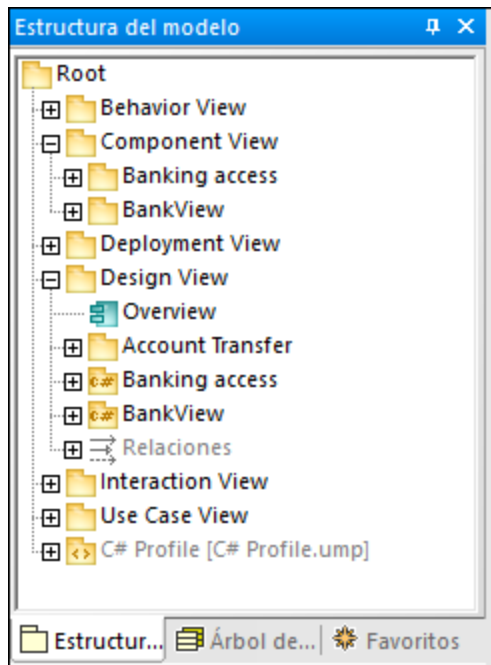 Estructura del modelo
Root
Behavior View
Component View
Banking access
BankView
Deployment View
Design View
Overview
Account Transfer
c# Banking access
c# BankView
Relaciones
Interaction View
Use Case View
C# Profile [C# Profile.ump]
Estructur... Árbol de... Favoritos